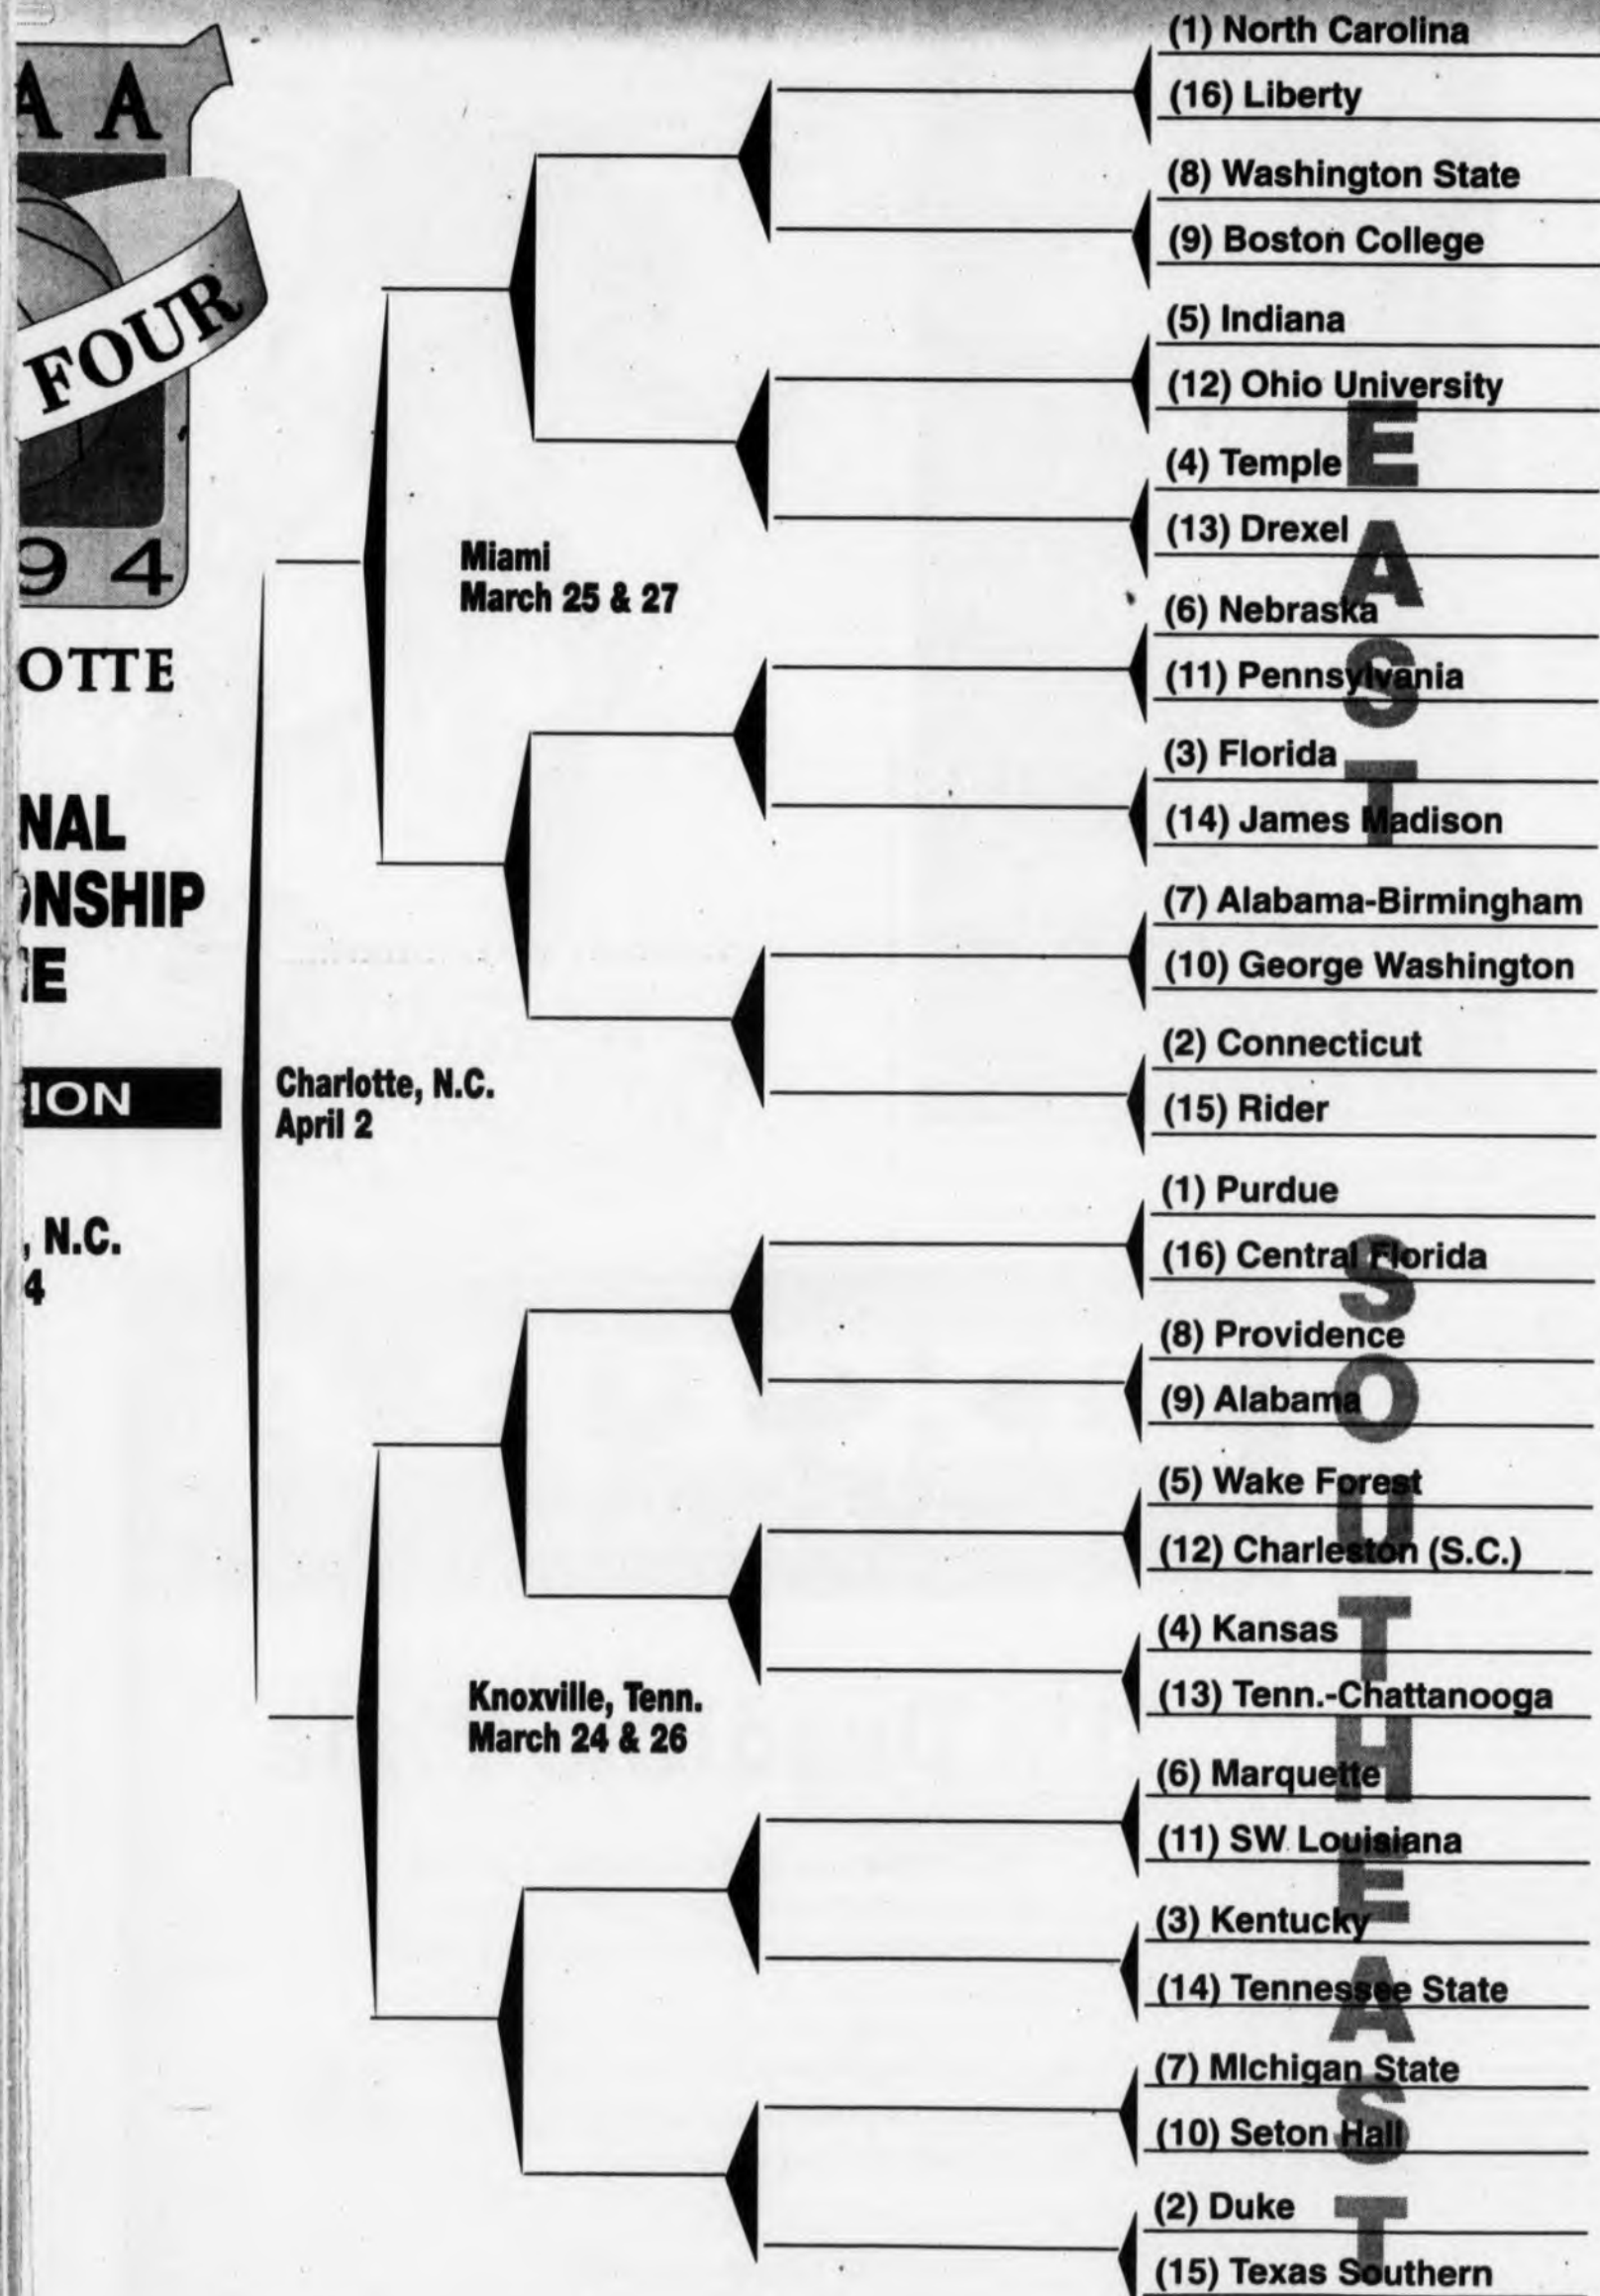 A A
FOUR
9 4
OTTE
NAL
ONSHIP
E
ION
, N.C.
4
Charlotte, N.C.
April 2
Miami
March 25 & 27
Knoxville, Tenn.
March 24 & 26
EAST
(1) North Carolina
(16) Liberty
(8) Washington State
(9) Boston College
(5) Indiana
(12) Ohio University
(4) Temple
(13) Drexel
(6) Nebraska
(11) Pennsylvania
(3) Florida
(14) James Madison
(7) Alabama-Birmingham
(10) George Washington
(2) Connecticut
(15) Rider
SOUTHEAST
(1) Purdue
(16) Central Florida
(8) Providence
(9) Alabama
(5) Wake Forest
(12) Charleston (S.C.)
(4) Kansas
(13) Tenn.-Chattanooga
(6) Marquette
(11) SW Louisiana
(3) Kentucky
(14) Tennessee State
(7) MIchigan State
(10) Seton Hall
(2) Duke
(15) Texas Southern